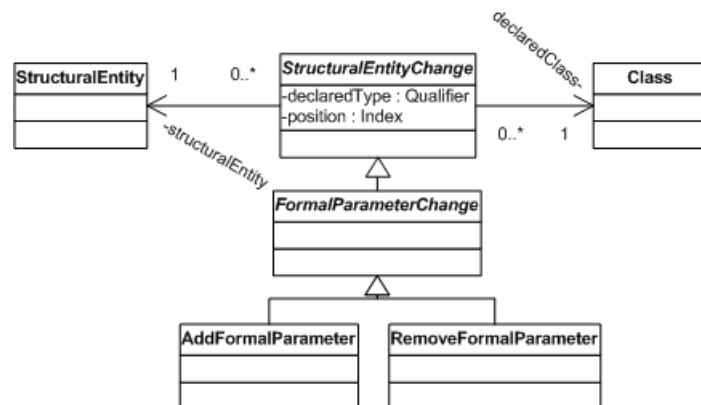 declaredClass-
1
0..*
StructuralEntity
StructuralEntityChange
Class
-declaredType : Qualifier
-position : Index
0..*
1
-structuralEntity
FormalParameterChange
AddFormalParameter
RemoveFormalParameter